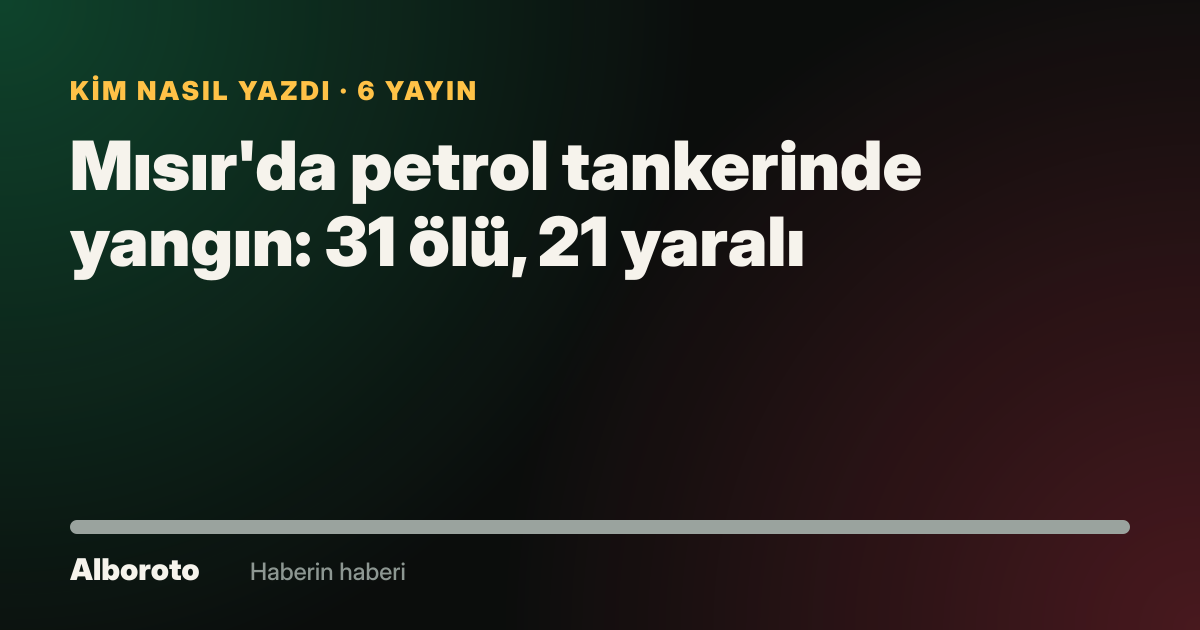 KİM NASIL YAZDI · 6 YAYIN
Mısır'da petrol tankerinde
yangın: 31 ölü, 21 yaralı
Alboroto
Haberin haberi